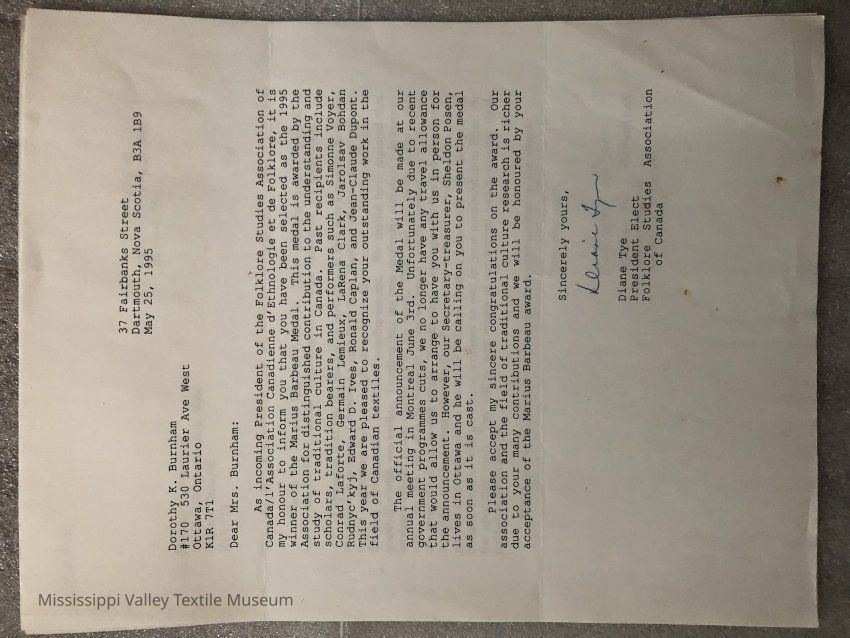 37 Fairbanks Street
Dartmouth, Nova Scotia, B3A 1B9
May 25, 1995
Dorothy K. Burnham
#170 530 Laurier Ave West
Ottawa, Ontario
K1R 7T1
Dear Mrs. Burnham:
As incoming President of the Folklore Studies Association of
Canada/l'Association Canadienne d'Ethnologie et de Folklore, it is
my honour to inform you that you have been selected as the 1995
winner of the Marius Barbeau Medal. This medal is awarded by the
Association for distinguished contribution to the understanding and
study of traditional culture in Canada. Past recipients include
scholars, tradition bearers, and performers such as Simonne Voyer,
Conrad Laforte, Germain Lemieux, LaRena Clark, Jarolsav Bohdan
Rudnyc'kyj, Edward D. Ives, Ronald Caplan, and Jean-Claude Dupont.
This year we are pleased to recognize your outstanding work in the
field of Canadian textiles.
The official announcement of the Medal will be made at our
annual meeting in Montreal June 3rd. Unfortunately due to recent
government programmes cuts, we no longer have any travel allowance
that would allow us to arrange to have you with us in person for
the announcement. However, our Secretary-treasurer, Sheldon Posen,
lives in Ottawa and he will be calling on you to present the medal
as soon as it is cast.
Please accept my sincere congratulations on the award. Our
association and the field of traditional culture research is richer
due to your many contributions and we will be honoured by your
acceptance of the Marius Barbeau award.
Sincerely yours,
Diane Tye
Diane Tye
President Elect
Folklore Studies Association
of Canada
Mississippi Valley Textile Museum